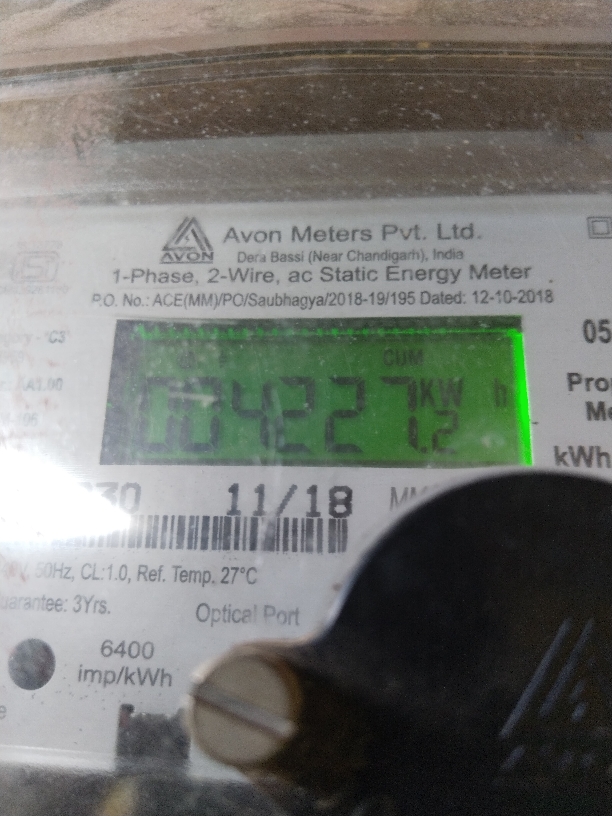 AVON
Avon Meters Pvt. Ltd.
Dera Bassi (Near Chandigarh), India
1-Phase, 2-Wire, ac Static Energy Meter
P.O. No.: ACE(MM)/PO/Saubhagya/2018-19/195 Dated: 12-10-2018
CUM
004227.2 KW h
05
kWh
11/18
50Hz, CL:1.0, Ref. Temp. 27°C
3Yrs.
Optical Port
6400
imp/kWh